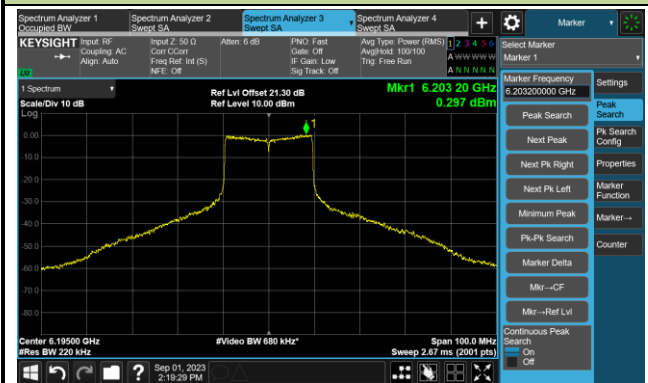 Spectrum Analyzer 1
Occupied BW
Spectrum Analyzer 2
Swept SA
Spectrum Analyzer 3
Swept SA
Spectrum Analyzer 4
Swept SA
+
Marker
KEYSIGHT
Input: RF
Coupling: AC
Align: Auto
Input Z: 50 Ω
Corr CCorr
Freq Ref: Int (S)
NFE: Off
Atten: 6 dB
PNO: Fast
Gate: Off
IF Gain: Low
Sig Track: Off
Avg Type: Power (RMS)
Avg|Hold: 100/100
Trig: Free Run
1 2 3 4 5 6
A W W W W W
A N N N N N
Select Marker
Marker 1
1 Spectrum
Scale/Div 10 dB
Log
Ref Lvl Offset 21.30 dB
Ref Level 10.00 dBm
Mkr1 6.203 20 GHz
0.297 dBm
1
0.00
-10.0
-20.0
-30.0
-40.0
-50.0
-60.0
-70.0
-80.0
Center 6.19500 GHz
#Res BW 220 kHz
#Video BW 680 kHz*
Span 100.0 MHz
Sweep 2.67 ms (2001 pts)
Marker Frequency
6.203200000 GHz
Peak Search
Next Peak
Next Pk Right
Next Pk Left
Minimum Peak
Pk-Pk Search
Marker Delta
Mkr→CF
Mkr→Ref Lvl
Continuous Peak
Search
On
Off
Settings
Peak
Search
Pk Search
Config
Properties
Marker
Function
Marker→
Counter
?
Sep 01, 2023
2:19:29 PM